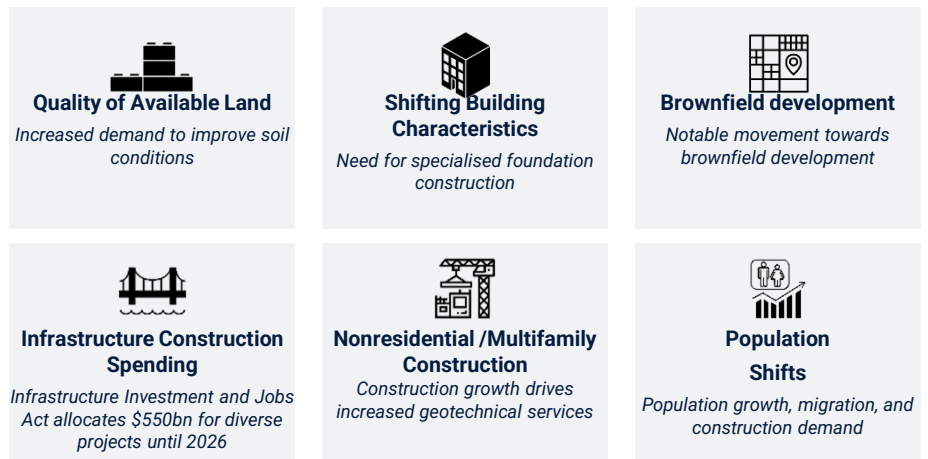 Quality of Available Land
Increased demand to improve soil
conditions
Shifting Building
Characteristics
Need for specialised foundation
construction
Brownfield development
Notable movement towards
brownfield development
Infrastructure Construction
Spending
Infrastructure Investment and Jobs
Act allocates $550bn for diverse
projects until 2026
Nonresidential /Multifamily
Construction
Construction growth drives
increased geotechnical services
Population
Shifts
Population growth, migration, and
construction demand